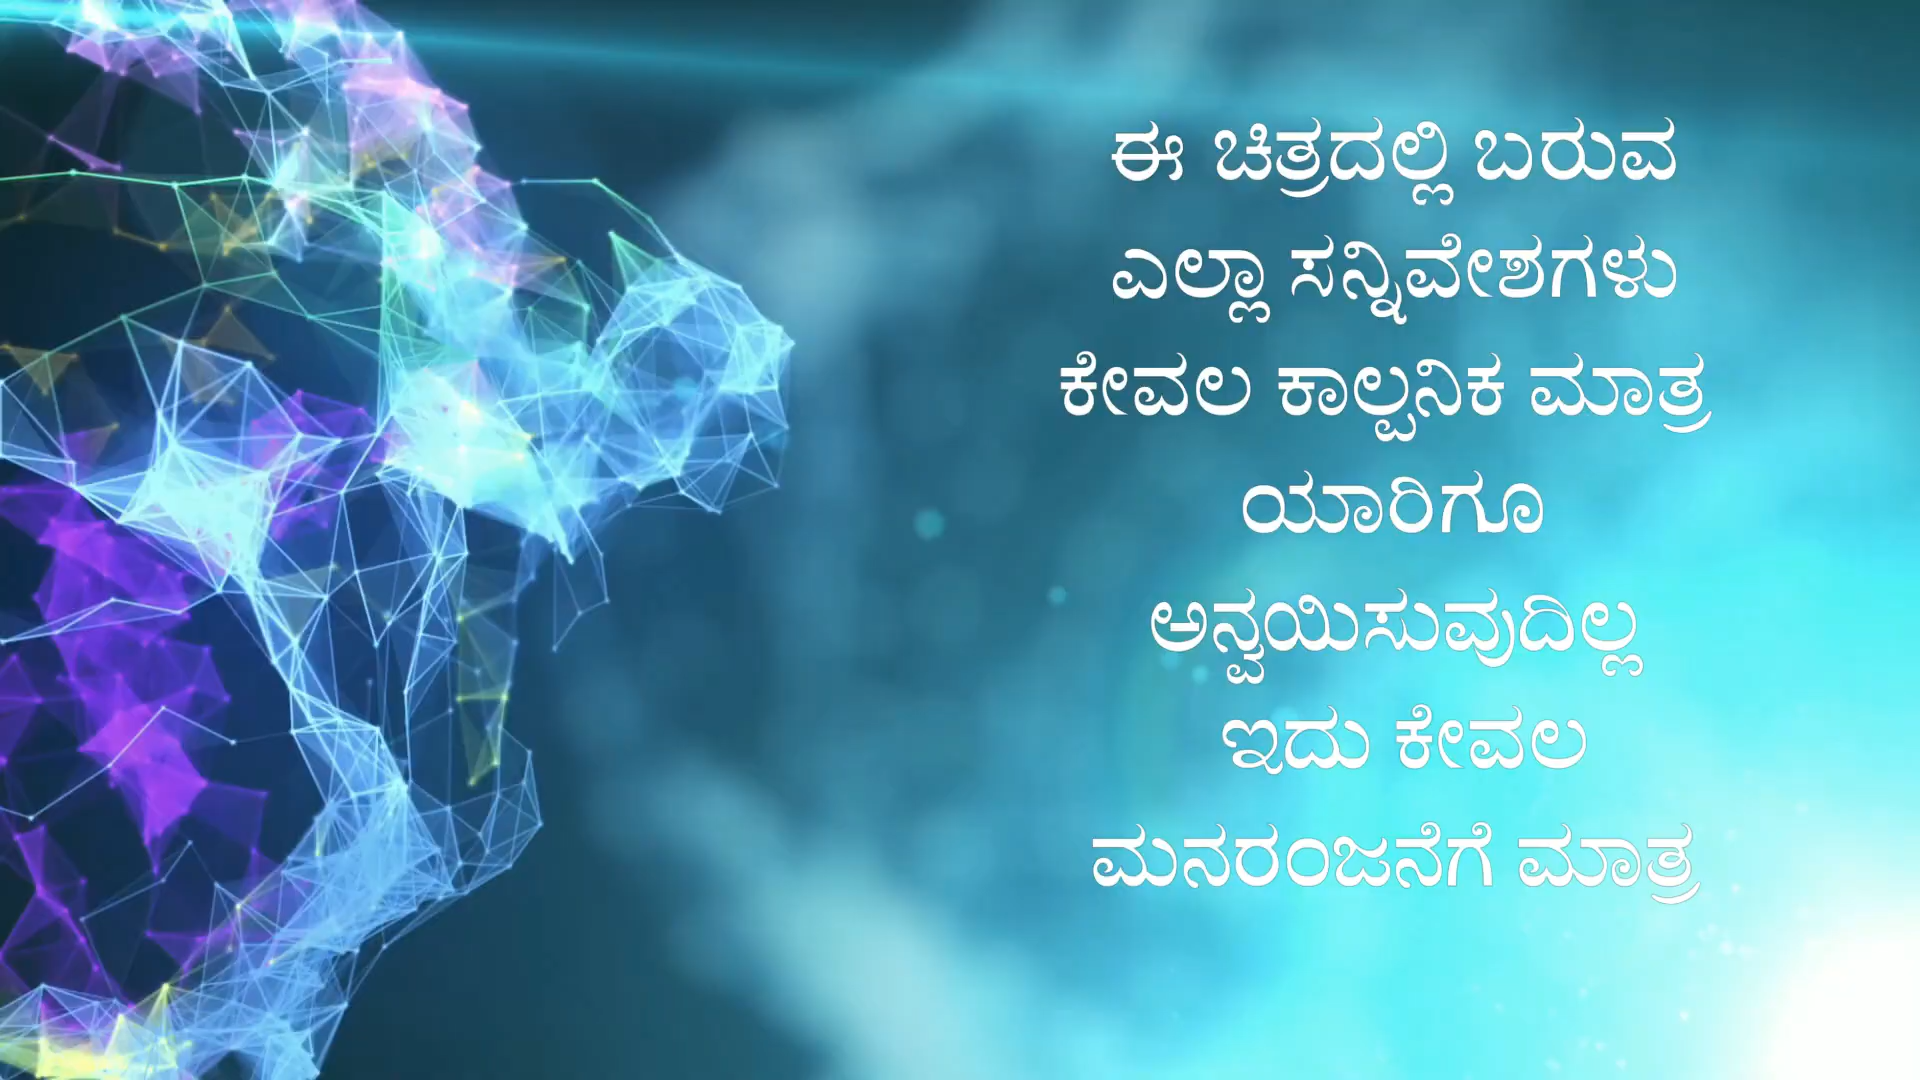 ಈ ಚಿತ್ರದಲ್ಲಿ ಬರುವ
ಎಲ್ಲಾ ಸನ್ನಿವೇಶಗಳು
ಕೇವಲ ಕಾಲ್ಪನಿಕ ಮಾತ್ರ
ಯಾರಿಗೂ
ಅನ್ವಯಿಸುವುದಿಲ್ಲ
ಇದು ಕೇವಲ
ಮನರಂಜನೆಗೆ ಮಾತ್ರ